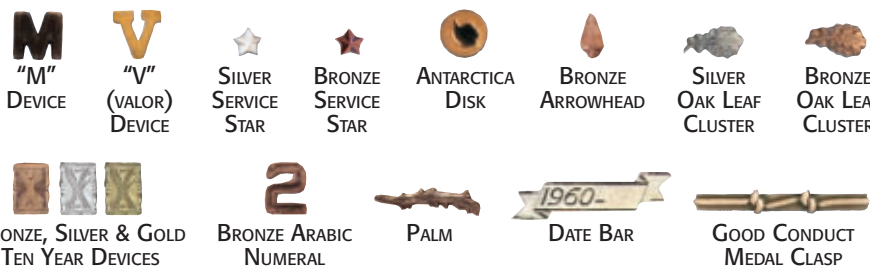 M
V
"M"
Device
"V"
(valor)
Device
Silver
Service
Star
Bronze
Service
Star
Antarctica
Disk
Bronze
Arrowhead
Silver
Oak Leaf
Cluster
Bronze
Oak Lea
Cluster
2
1960-
onze, Silver & Gold
Ten Year Devices
Bronze Arabic
Numeral
Palm
Date Bar
Good Conduct
Medal Clasp